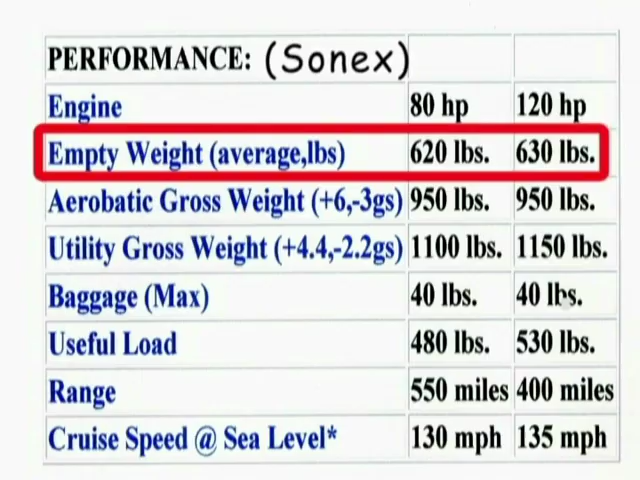 PERFORMANCE: (Sonex)
Engine 80 hp 120 hp
Empty Weight (average,lbs) 620 lbs. 630 lbs.
Aerobatic Gross Weight (+6,-3gs) 950 lbs. 950 lbs.
Utility Gross Weight (+4.4,-2.2gs) 1100 lbs. 1150 lbs.
Baggage (Max) 40 lbs. 40 lbs.
Useful Load 480 lbs. 530 lbs.
Range 550 miles 400 miles
Cruise Speed @ Sea Level* 130 mph 135 mph